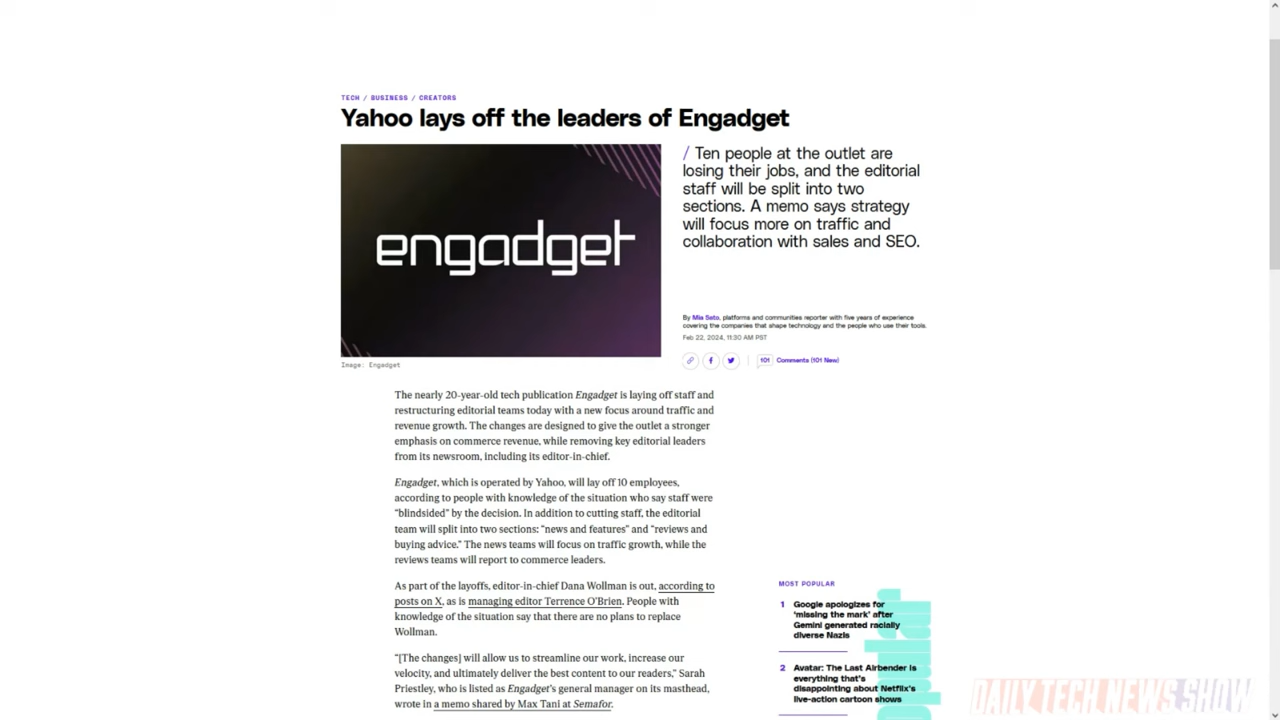 TECH / BUSINESS / CREATORS
Yahoo lays off the leaders of Engadget
engadget
Image: Engadget
/ Ten people at the outlet are
losing their jobs, and the editorial
staff will be split into two
sections. A memo says strategy
will focus more on traffic and
collaboration with sales and SEO.
By Mia Sato, platforms and communities reporter with five years of experience
covering the companies that shape technology and the people who use their tools.
Feb 22, 2024, 11:30 AM PST
101 Comments (101 New)
The nearly 20-year-old tech publication Engadget is laying off staff and
restructuring editorial teams today with a new focus around traffic and
revenue growth. The changes are designed to give the outlet a stronger
emphasis on commerce revenue, while removing key editorial leaders
from its newsroom, including its editor-in-chief.
Engadget, which is operated by Yahoo, will lay off 10 employees,
according to people with knowledge of the situation who say staff were
“blindsided” by the decision. In addition to cutting staff, the editorial
team will split into two sections: “news and features” and “reviews and
buying advice.” The news teams will focus on traffic growth, while the
reviews teams will report to commerce leaders.
As part of the layoffs, editor-in-chief Dana Wollman is out, according to
posts on X, as is managing editor Terrence O’Brien. People with
knowledge of the situation say that there are no plans to replace
Wollman.
“[The changes] will allow us to streamline our work, increase our
velocity, and ultimately deliver the best content to our readers,” Sarah
Priestley, who is listed as Engadget’s general manager on its masthead,
wrote in a memo shared by Max Tani at Semafor.
MOST POPULAR
1 Google apologizes for
‘missing the mark’ after
Gemini generated racially
diverse Nazis
2 Avatar: The Last Airbender is
everything that’s
disappointing about Netflix’s
live-action cartoon shows
DAILY TECH NEWS SHOW